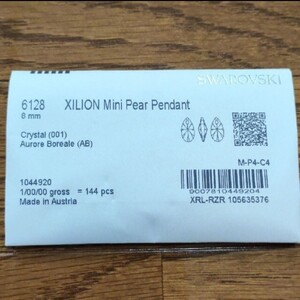 SWAROVSKI
6128 XILION Mini Pear Pendant
8 mm
Crystal (001)
Aurore Boreale (AB)
M-P4-C4
1044920
1/00/00 gross = 144 pcs
Made in Austria
9007810449204
XRL-RZR 105635376